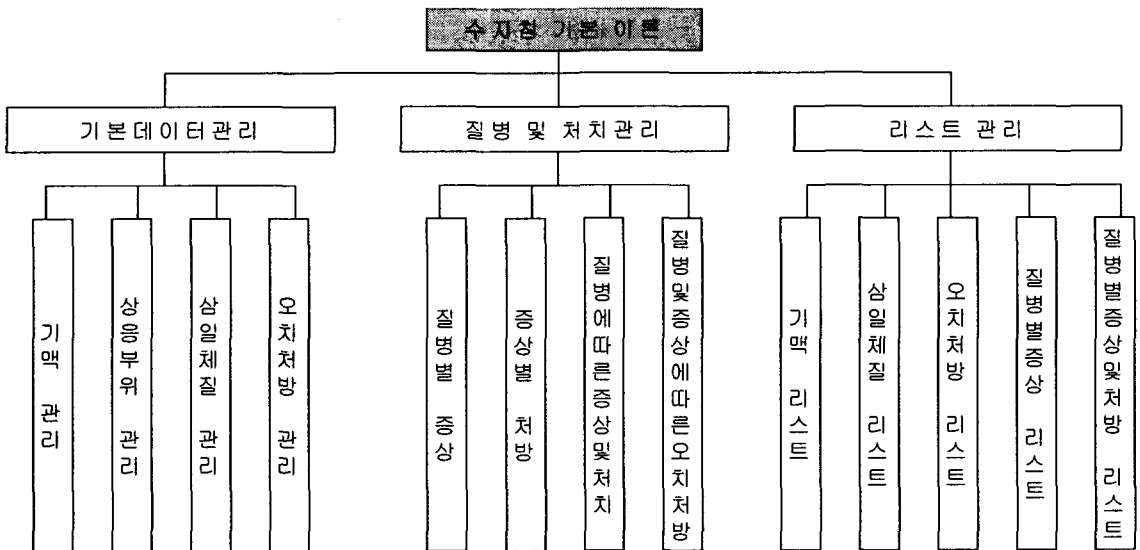 수지침 기본 이론
기본데이터관리
질병 및 처치관리
리스트 관리
기맥 관리
상응부위 관리
삼일체질 관리
오치처방 관리
질병별 증상
증상별 처방
질병에따른증상및처치
질병및증상에따른오치처방
기맥 리스트
삼일체질 리스트
오치처방 리스트
질병별증상 리스트
질병별증상및처방 리스트